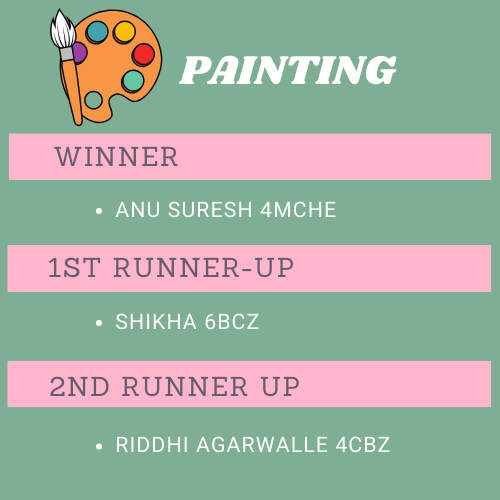 PAINTING
WINNER
• ANU SURESH 4MCHE
1ST RUNNER-UP
• SHIKHA 6BCZ
2ND RUNNER UP
• RIDDHI AGARWALLE 4CBZ